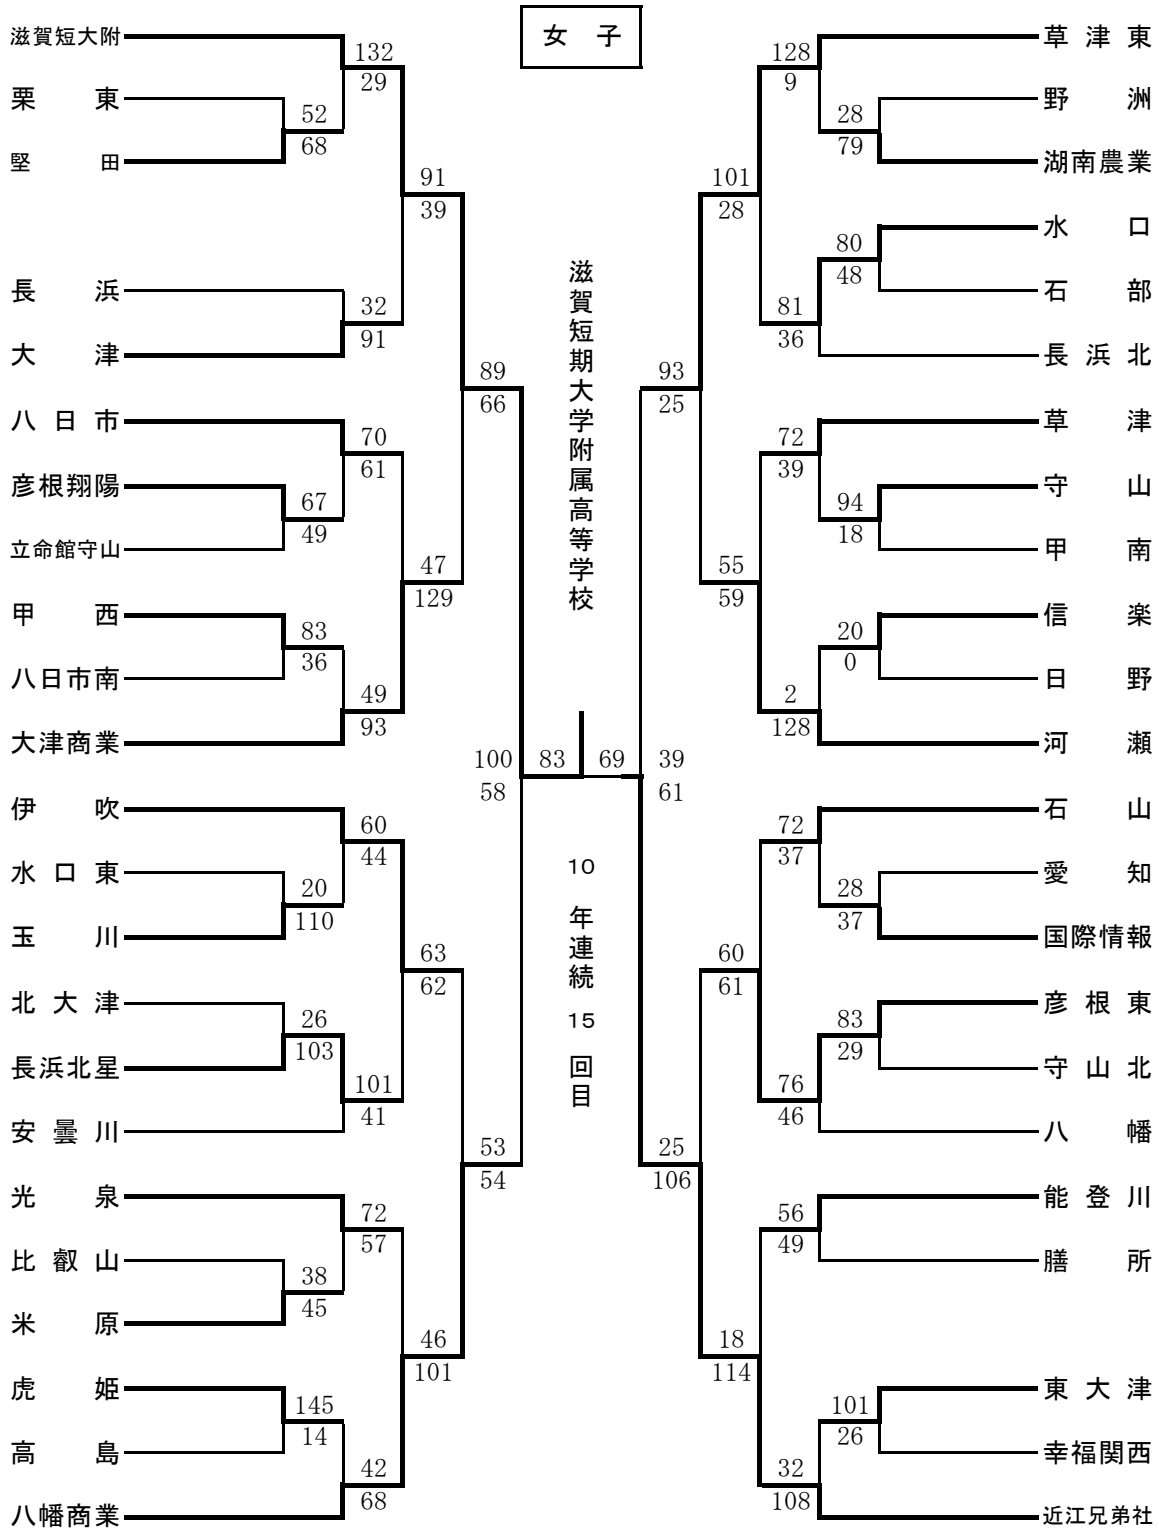 女子
滋賀短大附
132
29
栗東
52
68
堅田
91
39
長浜
32
91
大津
89
66
八日市
70
61
彦根翔陽
67
49
立命館守山
47
129
甲西
83
36
八日市南
49
93
大津商業
100
58
伊吹
60
44
水口東
20
110
玉川
63
62
北大津
26
103
長浜北星
101
41
安曇川
53
54
光泉
72
57
比叡山
38
45
米原
46
101
虎姫
145
14
高島
42
68
八幡商業
滋賀短期大学附属高等学校
83
69
10年連続15回目
草津東
128
9
野洲
28
79
湖南農業
101
28
水口
80
48
石部
81
36
長浜北
93
25
草津
72
39
守山
94
18
甲南
55
59
信楽
20
0
日野
2
128
河瀬
39
61
石山
72
37
愛知
28
37
国際情報
60
61
彦根東
83
29
守山北
76
46
八幡
25
106
能登川
56
49
膳所
18
114
東大津
101
26
幸福関西
32
108
近江兄弟社